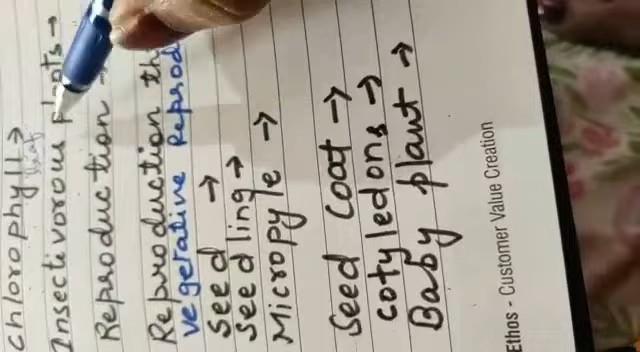 Chlorophyll →
leaf
Insectivorous plants →
Reproduction →
Reproduction th
vegetative Reprod
Seed →
Seedling →
Micropyle →
Seed Coat →
cotyledons →
Baby plant →
Ethos - Customer Value Creation